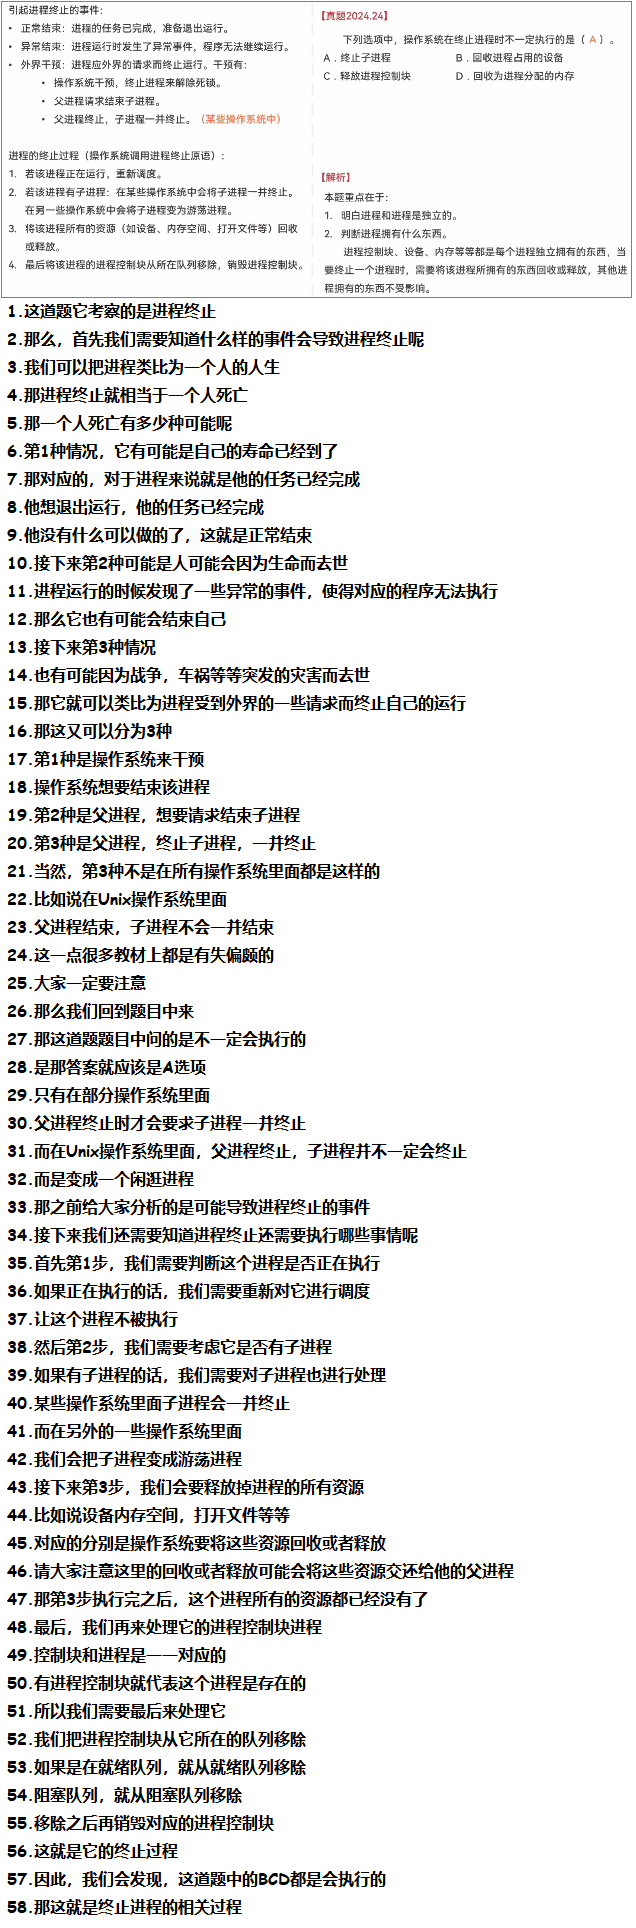 引起进程终止的事件：
• 正常结束：进程的任务已完成，准备退出运行。
• 异常结束：进程运行时发生了异常事件，程序无法继续运行。
• 外界干预：进程应外界的请求而终止运行。干预有：
• 操作系统干预，终止进程来解除死锁。
• 父进程请求结束子进程。
• 父进程终止，子进程一并终止。（某些操作系统中）
进程的终止过程（操作系统调用进程终止原语）：
1. 若该进程正在运行，重新调度。
2. 若该进程有子进程：在某些操作系统中会将子进程一并终止。
在另一些操作系统中会将子进程变为游荡进程。
3. 将该进程所有的资源（如设备、内存空间、打开文件等）回收
或释放。
4. 最后将该进程的进程控制块从所在队列移除，销毁进程控制块。
【真题2024.24】
下列选项中，操作系统在终止进程时不一定执行的是（ A ）。
A．终止子进程 B．回收进程占用的设备
C．释放进程控制块 D．回收为进程分配的内存
【解析】
本题重点在于：
1. 明白进程和进程是独立的。
2. 判断进程拥有什么东西。
进程控制块、设备、内存等等都是每个进程独立拥有的东西，当
要终止一个进程时，需要将该进程所拥有的东西回收或释放，其他进
程拥有的东西不受影响。
1.这道题它考察的是进程终止
2.那么，首先我们需要知道什么样的事件会导致进程终止呢
3.我们可以把进程类比为一个人的人生
4.那进程终止就相当于一个人死亡
5.那一个人死亡有多少种可能呢
6.第1种情况，它有可能是自己的寿命已经到了
7.那对应的，对于进程来说就是他的任务已经完成
8.他想退出运行，他的任务已经完成
9.他没有什么可以做的了，这就是正常结束
10.接下来第2种可能是人可能会因为生命而去世
11.进程运行的时候发现了一些异常的事件，使得对应的程序无法执行
12.那么它也有可能会结束自己
13.接下来第3种情况
14.也有可能因为战争，车祸等等突发的灾害而去世
15.那它就可以类比为进程受到外界的一些请求而终止自己的运行
16.那这又可以分为3种
17.第1种是操作系统来干预
18.操作系统想要结束该进程
19.第2种是父进程，想要请求结束子进程
20.第3种是父进程，终止子进程，一并终止
21.当然，第3种不是在所有操作系统里面都是这样的
22.比如说在Unix操作系统里面
23.父进程结束，子进程不会一并结束
24.这一点很多教材上都是有失偏颇的
25.大家一定要注意
26.那么我们回到题目中来
27.那这道题题目中问的是不一定会执行的
28.是那答案就应该是A选项
29.只有在部分操作系统里面
30.父进程终止时才会要求子进程一并终止
31.而在Unix操作系统里面，父进程终止，子进程并不一定会终止
32.而是变成一个闲逛进程
33.那之前给大家分析的是可能导致进程终止的事件
34.接下来我们还需要知道进程终止还需要执行哪些事情呢
35.首先第1步，我们需要判断这个进程是否正在执行
36.如果正在执行的话，我们需要重新对它进行调度
37.让这个进程不被执行
38.然后第2步，我们需要考虑它是否有子进程
39.如果有子进程的话，我们需要对子进程也进行处理
40.某些操作系统里面子进程会一并终止
41.而在另外的一些操作系统里面
42.我们会把子进程变成游荡进程
43.接下来第3步，我们会要释放掉进程的所有资源
44.比如说设备内存空间，打开文件等等
45.对应的分别是操作系统要将这些资源回收或者释放
46.请大家注意这里的回收或者释放可能会将这些资源交还给他的父进程
47.那第3步执行完之后，这个进程所有的资源都已经没有了
48.最后，我们再来处理它的进程控制块进程
49.控制块和进程是一一对应的
50.有进程控制块就代表这个进程是存在的
51.所以我们需要最后来处理它
52.我们把进程控制块从它所在的队列移除
53.如果是在就绪队列，就从就绪队列移除
54.阻塞队列，就从阻塞队列移除
55.移除之后再销毁对应的进程控制块
56.这就是它的终止过程
57.因此，我们会发现，这道题中的BCD都是会执行的
58.那这就是终止进程的相关过程